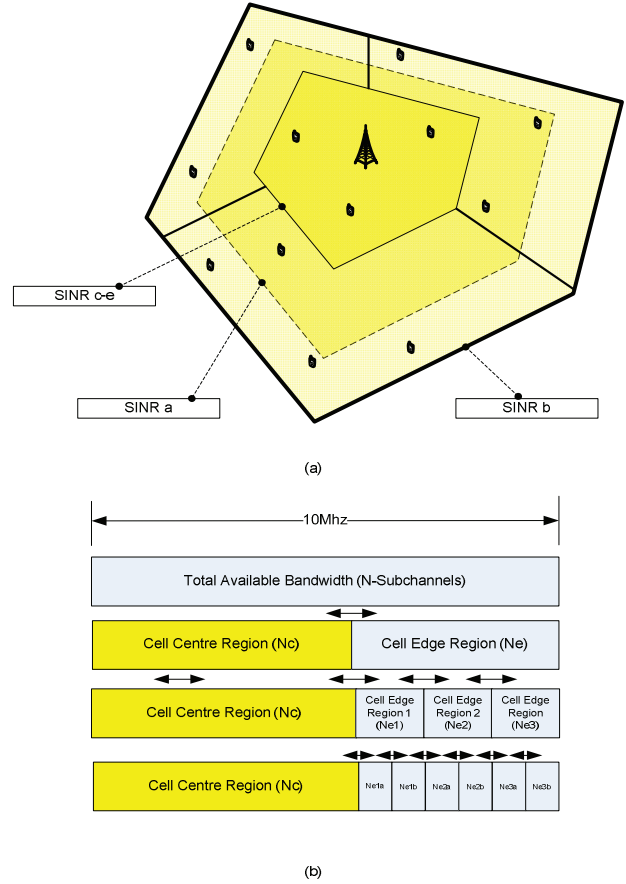 SINR c-e
SINR a
SINR b
(a)
10Mhz
Total Available Bandwidth (N-Subchannels)
Cell Centre Region (Nc)
Cell Edge Region (Ne)
Cell Centre Region (Nc)
Cell Edge
Region 1
(Ne1)
Cell Edge
Region 2
(Ne2)
Cell Edge
Region
(Ne3)
Cell Centre Region (Nc)
Ne1a
Ne1b
Ne2a
Ne2b
Ne3a
Ne3b
(b)